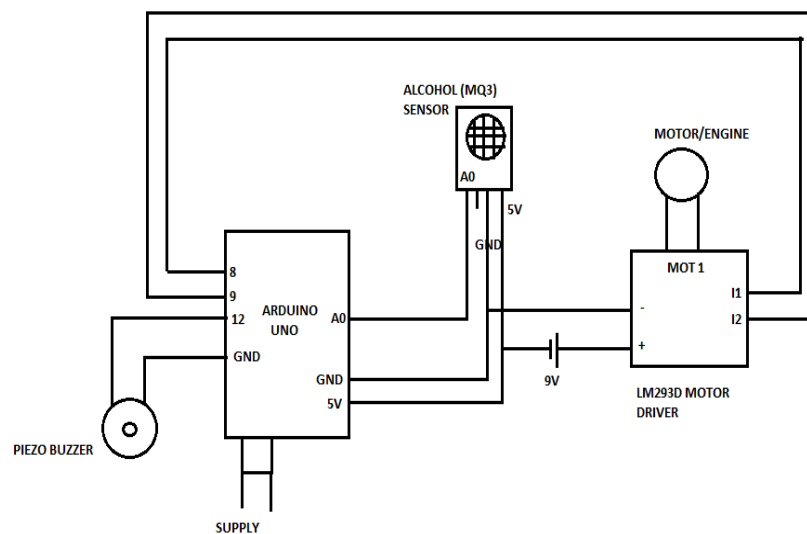 ALCOHOL (MQ3)
SENSOR
A0
5V
GND
MOTOR/ENGINE
MOT 1
I1
I2
-
+
9V
LM293D MOTOR
DRIVER
8
9
12
GND
ARDUINO
UNO
A0
GND
5V
PIEZO BUZZER
SUPPLY